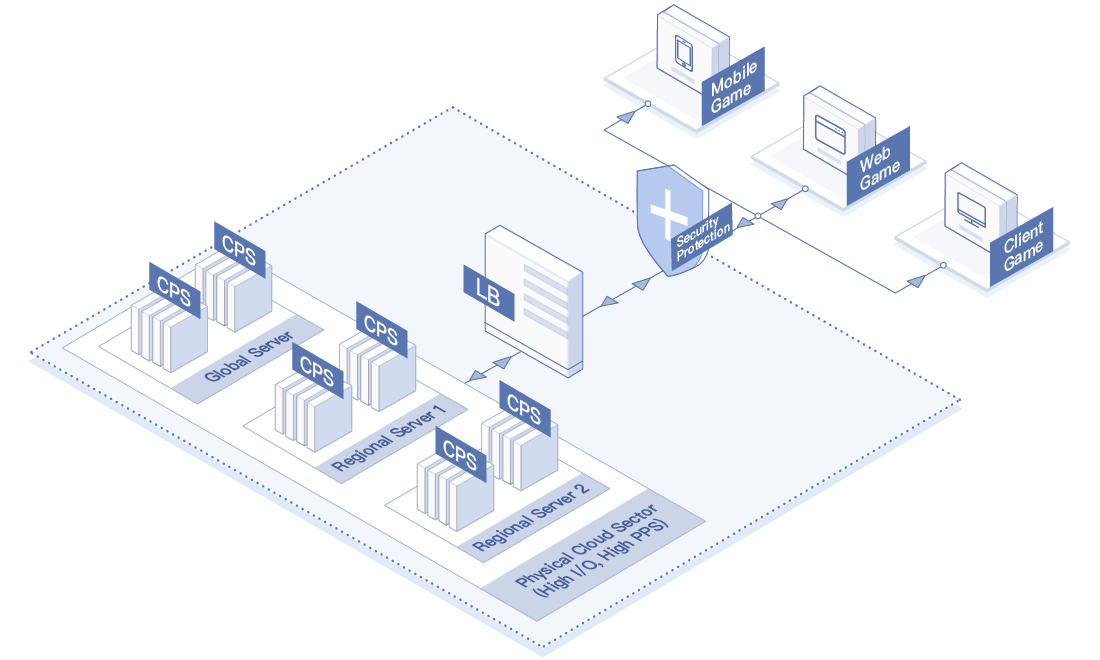 Mobile
Game
Web
Game
Client
Game
Security
Protection
LB
CPS
CPS
Global Server
CPS
CPS
Regional Server 1
CPS
CPS
Regional Server 2
Physical Cloud Sector
(High I/O, High PPS)